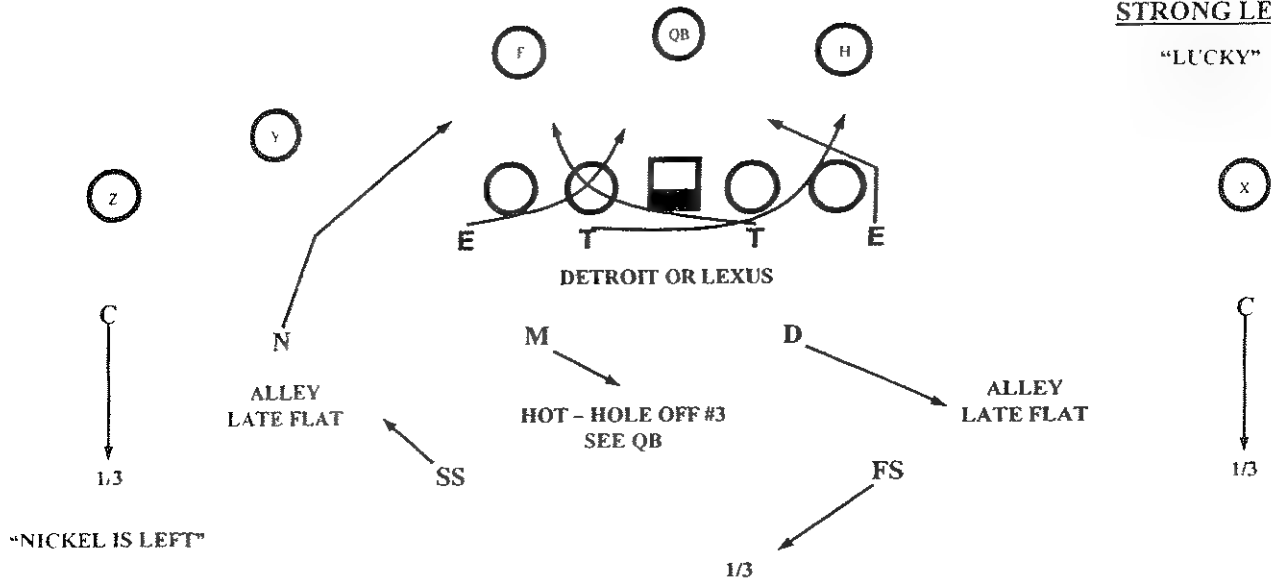 STRONG LE
"LUCKY"
F
QB
H
Y
Z
X
E
T
T
E
DETROIT OR LEXUS
C
N
M
D
C
ALLEY
LATE FLAT
HOT – HOLE OFF #3
SEE QB
ALLEY
LATE FLAT
1/3
SS
FS
1/3
"NICKEL IS LEFT"
1/3